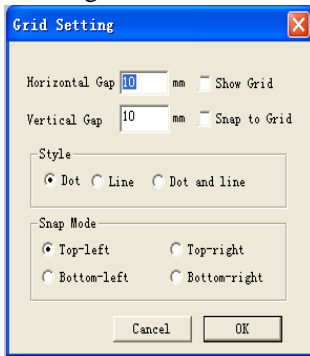 Grid Setting
Horizontal Gap 10 mm Show Grid
Vertical Gap 10 mm Snap to Grid
Style
Dot Line Dot and line
Snap Mode
Top-left Top-right
Bottom-left Bottom-right
Cancel OK